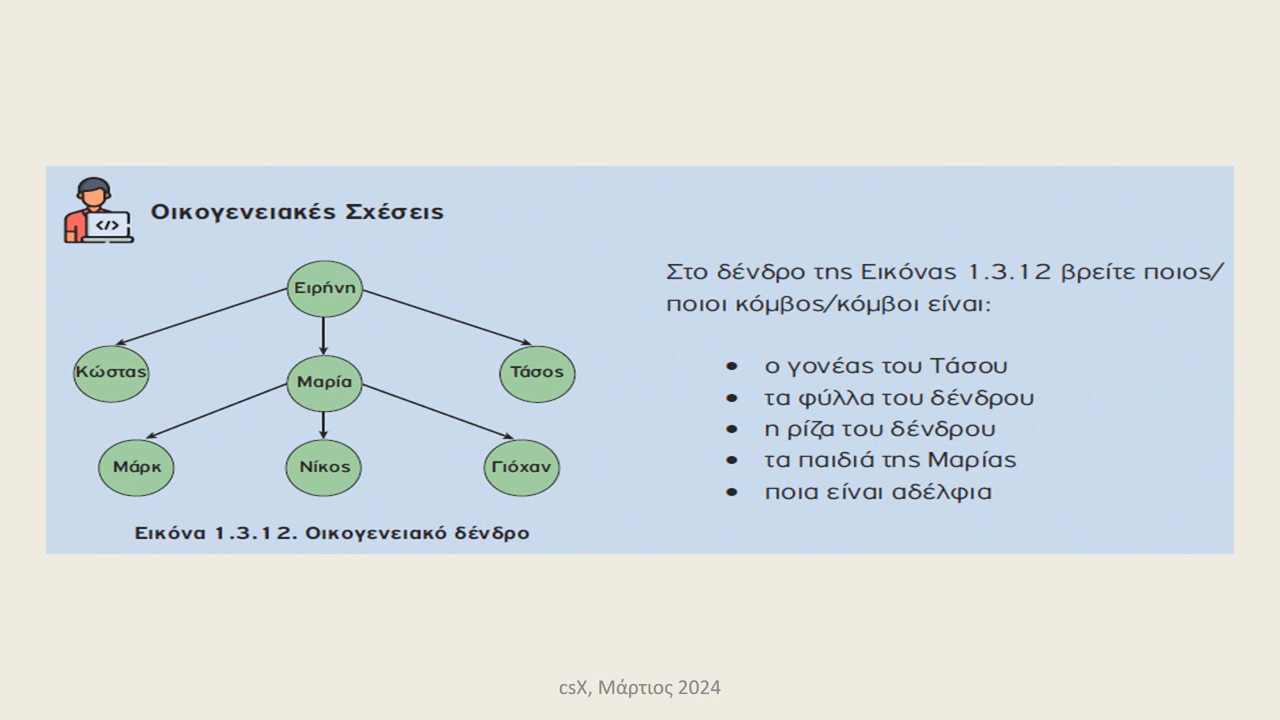 Οικογενειακές Σχέσεις
Ειρήνη
Κώστας
Μαρία
Τάσος
Μάρκ
Νίκος
Γιόχαν
Εικόνα 1.3.12. Οικογενειακό δένδρο
Στο δένδρο της Εικόνας 1.3.12 βρείτε ποιος/
ποιοι κόμβος/κόμβοι είναι:
• ο γονέας του Τάσου
• τα φύλλα του δένδρου
• η ρίζα του δένδρου
• τα παιδιά της Μαρίας
• ποια είναι αδέλφια
csX, Μάρτιος 2024